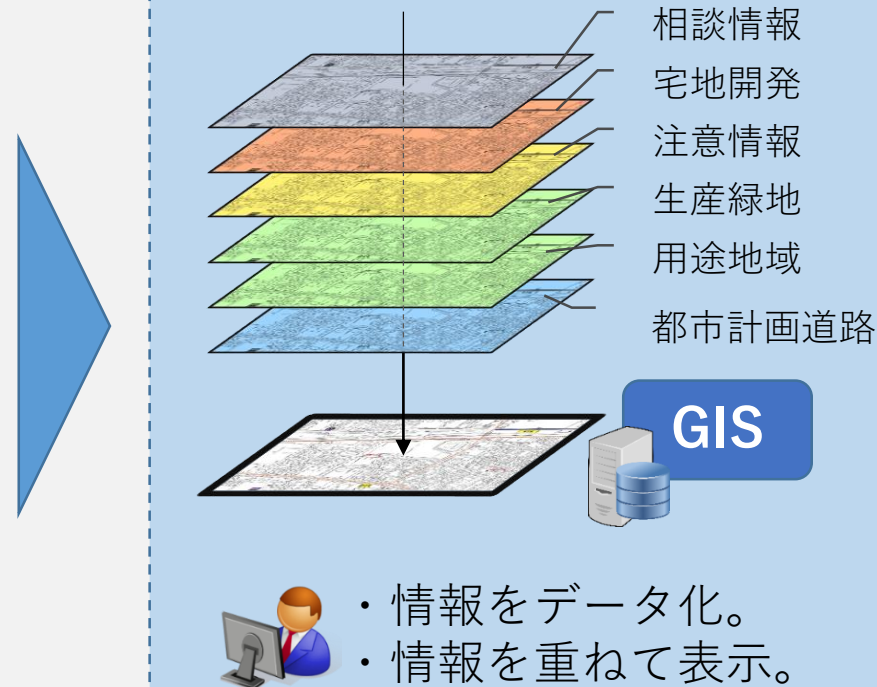 相談情報
宅地開発
注意情報
生産緑地
用途地域
都市計画道路
GIS
・情報をデータ化。
・情報を重ねて表示。